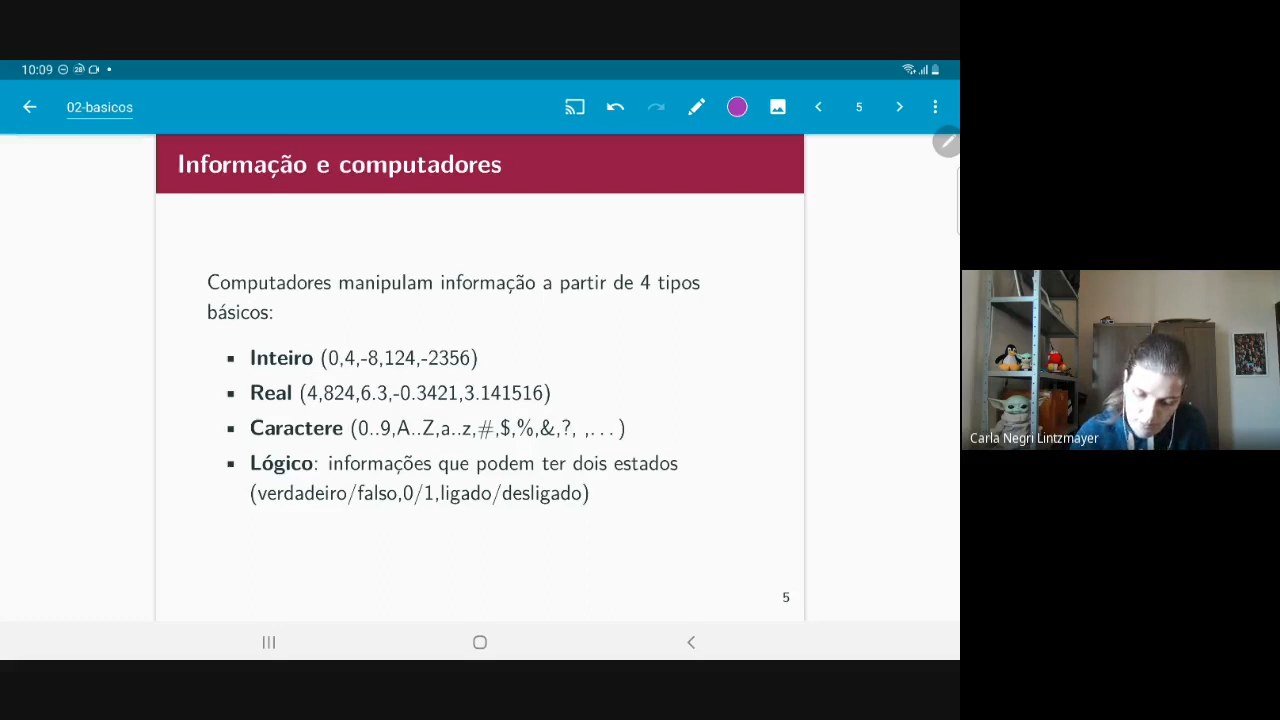 10:09
02-basicos
5
Informação e computadores
Computadores manipulam informação a partir de 4 tipos
básicos:
▪ Inteiro (0,4,-8,124,-2356)
▪ Real (4,824,6.3,-0.3421,3.141516)
▪ Caractere (0..9,A..Z,a..z,#,$,%,&,?, ,...)
▪ Lógico: informações que podem ter dois estados
(verdadeiro/falso,0/1,ligado/desligado)
5
Carla Negri Lintzmayer